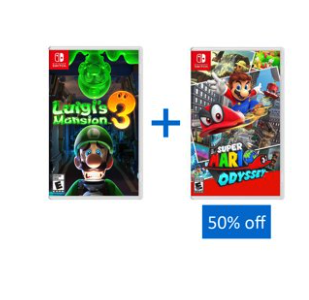 Luigi's
Mansion 3
+
SUPER
MARIO
ODYSSEY
50% off